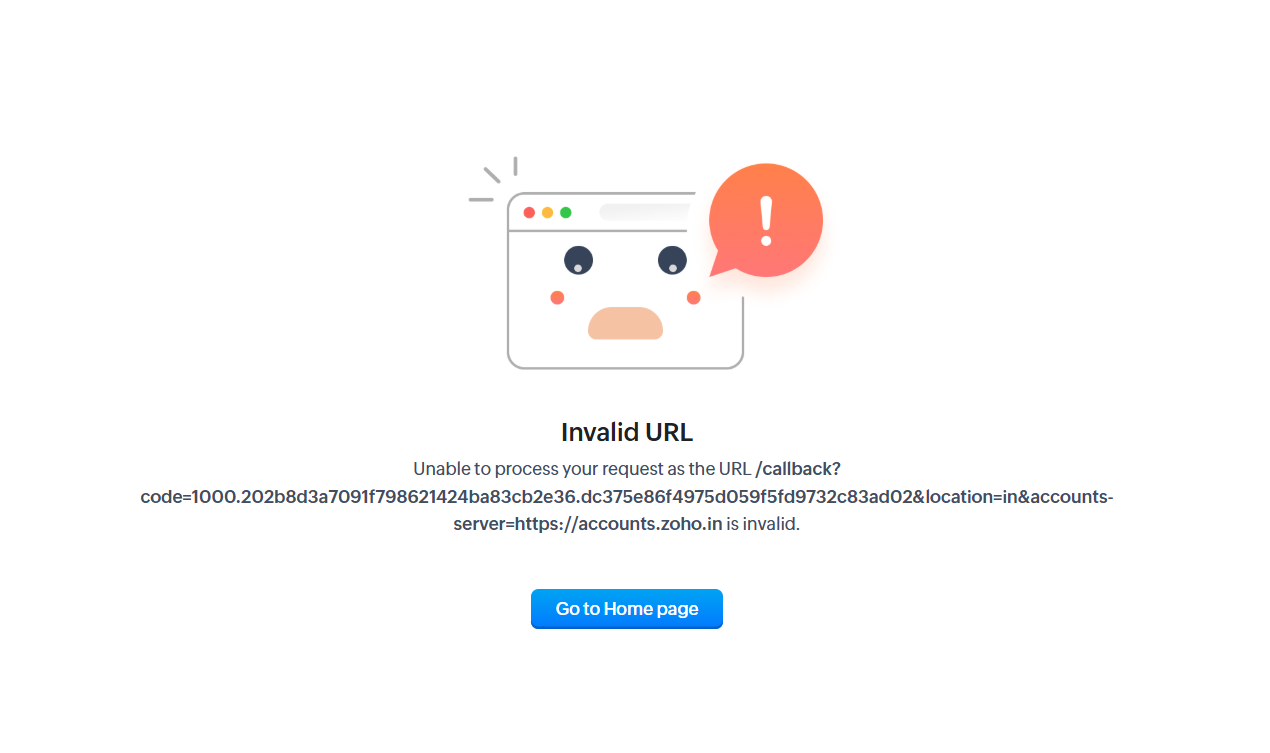 !
Invalid URL
Unable to process your request as the URL /callback?
code=1000.202b8d3a7091f798621424ba83cb2e36.dc375e86f4975d059f5fd9732c83ad02&location=in&accounts-
server=https://accounts.zoho.in is invalid.
Go to Home page